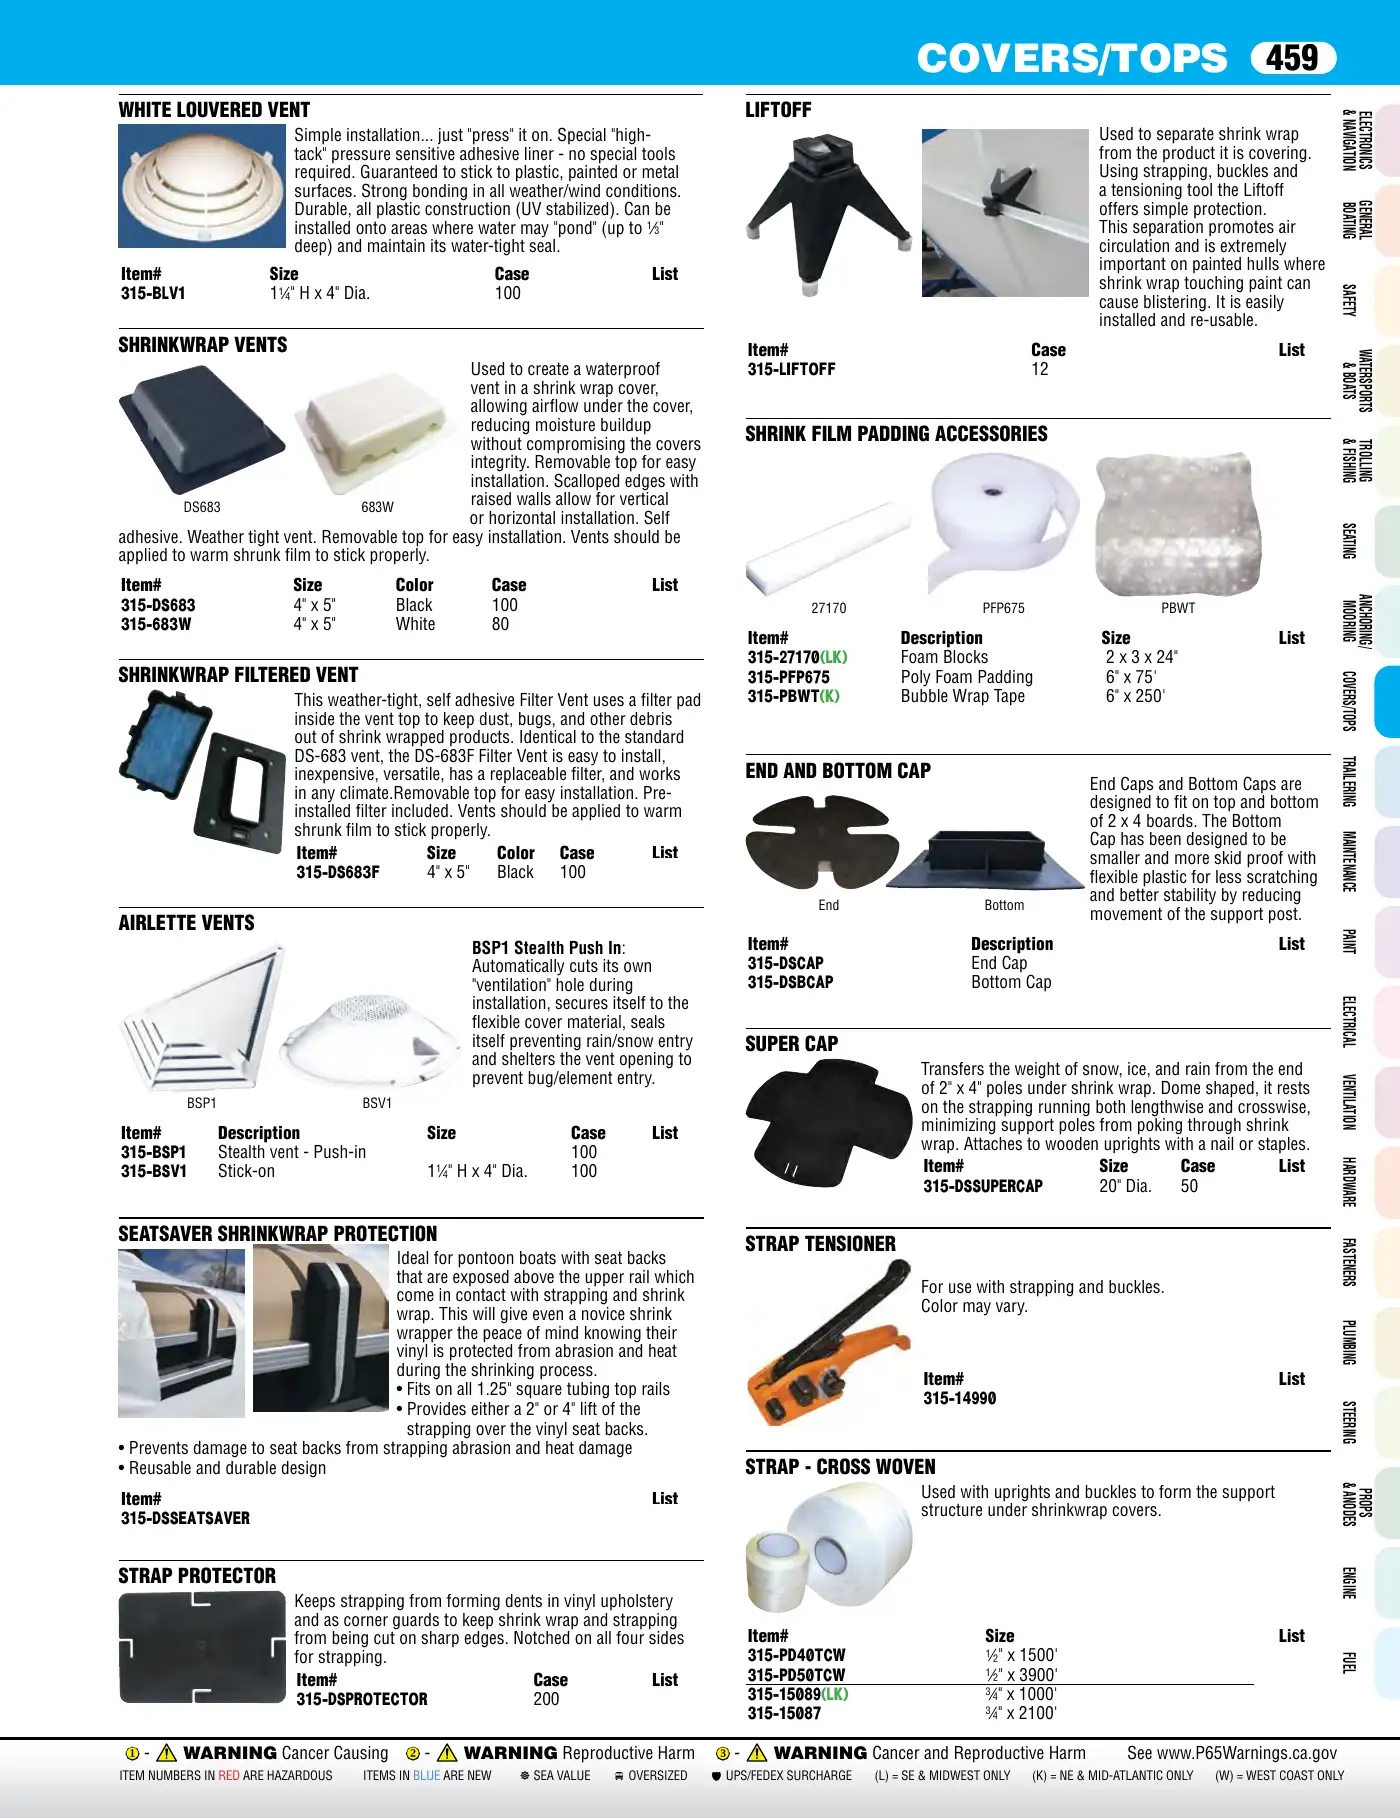 COVERS/TOPS 459
WHITE LOUVERED VENT
Simple installation... just "press" it on. Special "high-
tack" pressure sensitive adhesive liner - no special tools
required. Guaranteed to stick to plastic, painted or metal
surfaces. Strong bonding in all weather/wind conditions.
Durable, all plastic construction (UV stabilized). Can be
installed onto areas where water may "pond" (up to ⅓"
deep) and maintain its water-tight seal.
Item# Size Case List
315-BLV1 1¼" H x 4" Dia. 100
SHRINKWRAP VENTS
Used to create a waterproof
vent in a shrink wrap cover,
allowing airflow under the cover,
reducing moisture buildup
without compromising the covers
integrity. Removable top for easy
installation. Scalloped edges with
raised walls allow for vertical
or horizontal installation. Self
DS683 683W
adhesive. Weather tight vent. Removable top for easy installation. Vents should be
applied to warm shrunk film to stick properly.
Item# Size Color Case List
315-DS683 4" x 5" Black 100
315-683W 4" x 5" White 80
SHRINKWRAP FILTERED VENT
This weather-tight, self adhesive Filter Vent uses a filter pad
inside the vent top to keep dust, bugs, and other debris
out of shrink wrapped products. Identical to the standard
DS-683 vent, the DS-683F Filter Vent is easy to install,
inexpensive, versatile, has a replaceable filter, and works
in any climate.Removable top for easy installation. Pre-
installed filter included. Vents should be applied to warm
shrunk film to stick properly.
Item# Size Color Case List
315-DS683F 4" x 5" Black 100
AIRLETTE VENTS
BSP1 Stealth Push In:
Automatically cuts its own
"ventilation" hole during
installation, secures itself to the
flexible cover material, seals
itself preventing rain/snow entry
and shelters the vent opening to
prevent bug/element entry.
BSP1 BSV1
Item# Description Size Case List
315-BSP1 Stealth vent - Push-in 100
315-BSV1 Stick-on 1¼" H x 4" Dia. 100
SEATSAVER SHRINKWRAP PROTECTION
Ideal for pontoon boats with seat backs
that are exposed above the upper rail which
come in contact with strapping and shrink
wrap. This will give even a novice shrink
wrapper the peace of mind knowing their
vinyl is protected from abrasion and heat
during the shrinking process.
• Fits on all 1.25" square tubing top rails
• Provides either a 2" or 4" lift of the
strapping over the vinyl seat backs.
• Prevents damage to seat backs from strapping abrasion and heat damage
• Reusable and durable design
Item# List
315-DSSEATSAVER
STRAP PROTECTOR
Keeps strapping from forming dents in vinyl upholstery
and as corner guards to keep shrink wrap and strapping
from being cut on sharp edges. Notched on all four sides
for strapping.
Item# Case List
315-DSPROTECTOR 200
LIFTOFF
Used to separate shrink wrap
from the product it is covering.
Using strapping, buckles and
a tensioning tool the Liftoff
offers simple protection.
This separation promotes air
circulation and is extremely
important on painted hulls where
shrink wrap touching paint can
cause blistering. It is easily
installed and re-usable.
Item# Case List
315-LIFTOFF 12
SHRINK FILM PADDING ACCESSORIES
27170 PFP675 PBWT
Item# Description Size List
315-27170(LK) Foam Blocks 2 x 3 x 24"
315-PFP675 Poly Foam Padding 6" x 75'
315-PBWT(K) Bubble Wrap Tape 6" x 250'
END AND BOTTOM CAP
End Caps and Bottom Caps are
designed to fit on top and bottom
of 2 x 4 boards. The Bottom
Cap has been designed to be
smaller and more skid proof with
flexible plastic for less scratching
and better stability by reducing
movement of the support post.
End Bottom
Item# Description List
315-DSCAP End Cap
315-DSBCAP Bottom Cap
SUPER CAP
Transfers the weight of snow, ice, and rain from the end
of 2" x 4" poles under shrink wrap. Dome shaped, it rests
on the strapping running both lengthwise and crosswise,
minimizing support poles from poking through shrink
wrap. Attaches to wooden uprights with a nail or staples.
Item# Size Case List
315-DSSUPERCAP 20" Dia. 50
STRAP TENSIONER
For use with strapping and buckles.
Color may vary.
Item# List
315-14990
STRAP - CROSS WOVEN
Used with uprights and buckles to form the support
structure under shrinkwrap covers.
Item# Size List
315-PD40TCW ½" x 1500'
315-PD50TCW ½" x 3900'
315-15089(LK) ¾" x 1000'
315-15087 ¾" x 2100'
ELECTRONICS
& NAVIGATION
GENERAL
BOATING
SAFETY
WATERSPORTS
& BOATS
TROLLING
& FISHING
SEATING
ANCHORING/
MOORING
COVERS/TOPS
TRAILERING
MAINTENANCE
PAINT
ELECTRICAL
VENTILATION
HARDWARE
FASTENERS
PLUMBING
STEERING
PROPS
& ANODES
ENGINE
FUEL
1 - WARNING Cancer Causing 2 - WARNING Reproductive Harm 3 - WARNING Cancer and Reproductive Harm See www.P65Warnings.ca.gov
ITEM NUMBERS IN RED ARE HAZARDOUS ITEMS IN BLUE ARE NEW SEA VALUE OVERSIZED UPS/FEDEX SURCHARGE (L) = SE & MIDWEST ONLY (K) = NE & MID-ATLANTIC ONLY (W) = WEST COAST ONLY